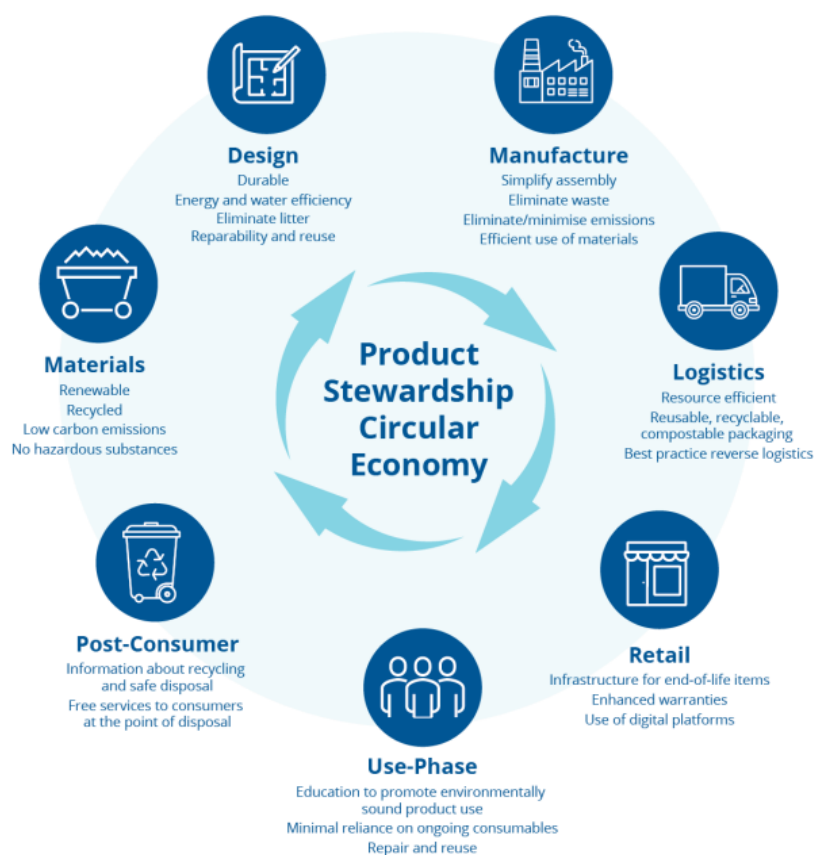 Design
Durable
Energy and water efficiency
Eliminate litter
Reparability and reuse
Manufacture
Simplify assembly
Eliminate waste
Eliminate/minimise emissions
Efficient use of materials
Materials
Renewable
Recycled
Low carbon emissions
No hazardous substances
Product
Stewardship
Circular
Economy
Logistics
Resource efficient
Reusable, recyclable,
compostable packaging
Best practice reverse logistics
Post-Consumer
Information about recycling
and safe disposal
Free services to consumers
at the point of disposal
Retail
Infrastructure for end-of-life items
Enhanced warranties
Use of digital platforms
Use-Phase
Education to promote environmentally
sound product use
Minimal reliance on ongoing consumables
Repair and reuse